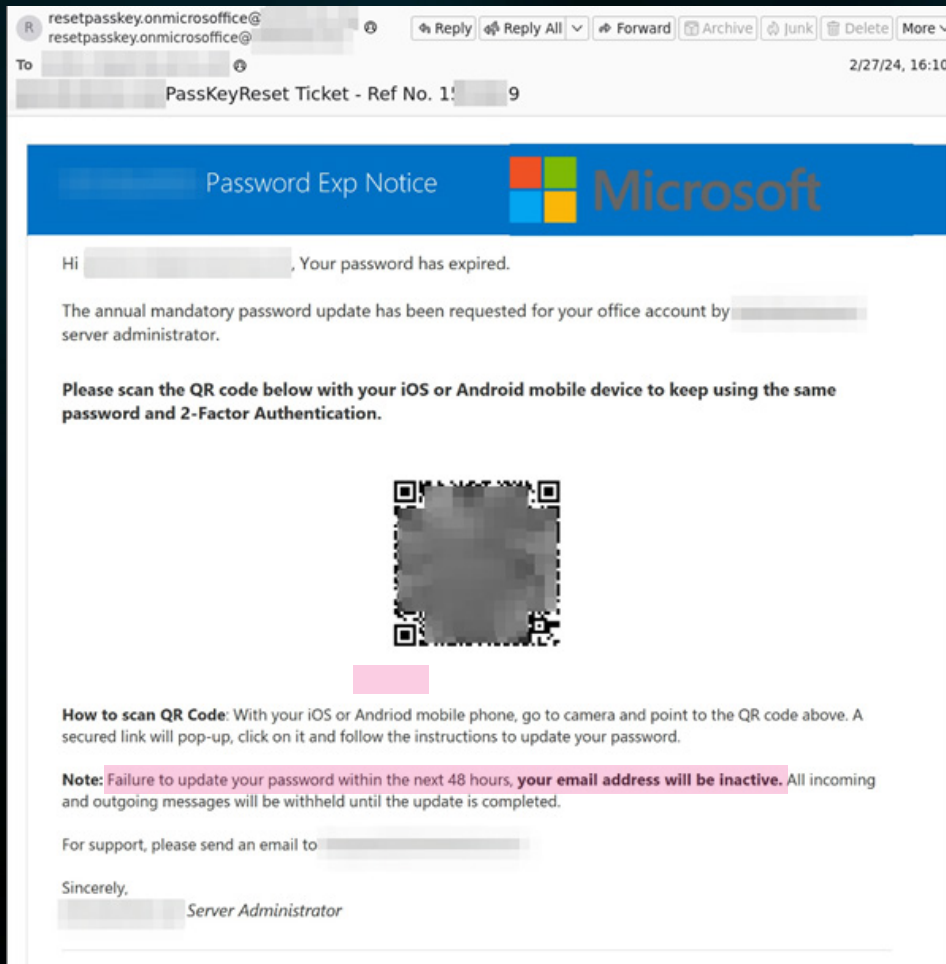 R
resetpasskey.onmicrosoffice@
resetpasskey.onmicrosoffice@
Reply Reply All Forward Archive Junk Delete More
To
2/27/24, 16:10
PassKeyReset Ticket - Ref No. 1 9
Password Exp Notice
Microsoft
Hi , Your password has expired.
The annual mandatory password update has been requested for your office account by
server administrator.
Please scan the QR code below with your iOS or Android mobile device to keep using the same
password and 2-Factor Authentication.
How to scan QR Code: With your iOS or Andriod mobile phone, go to camera and point to the QR code above. A
secured link will pop-up, click on it and follow the instructions to update your password.
Note: Failure to update your password within the next 48 hours, your email address will be inactive. All incoming
and outgoing messages will be withheld until the update is completed.
For support, please send an email to
Sincerely,
Server Administrator